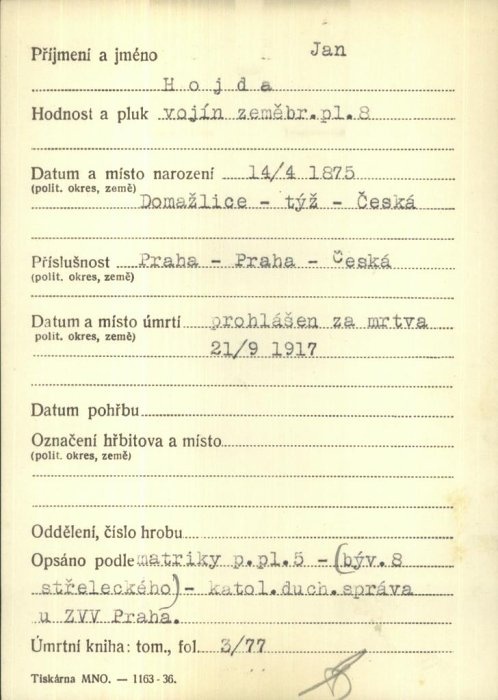 Příjmení a jméno Jan
Hojda
Hodnost a pluk vojín zeměbr.pl.8
Datum a místo narození 14/4 1875
(polit. okres, země)
Domažlice - týž - Česká
Příslušnost Praha - Praha - Česká
(polit. okres, země)
Datum a místo úmrtí prohlášen za mrtva
polit. okres, země)
21/9 1917
Datum pohřbu
Označení hřbitova a místo
(polit. okres, země)
Oddělení, číslo hrobu
Opsáno podle matriky p.pl.5 - (býv.8
střeleckého) - katol.duch.správa
u ZVV Praha.
Úmrtní kniha: tom., fol. 3/77
Tiskárna MNO. — 1163-36.